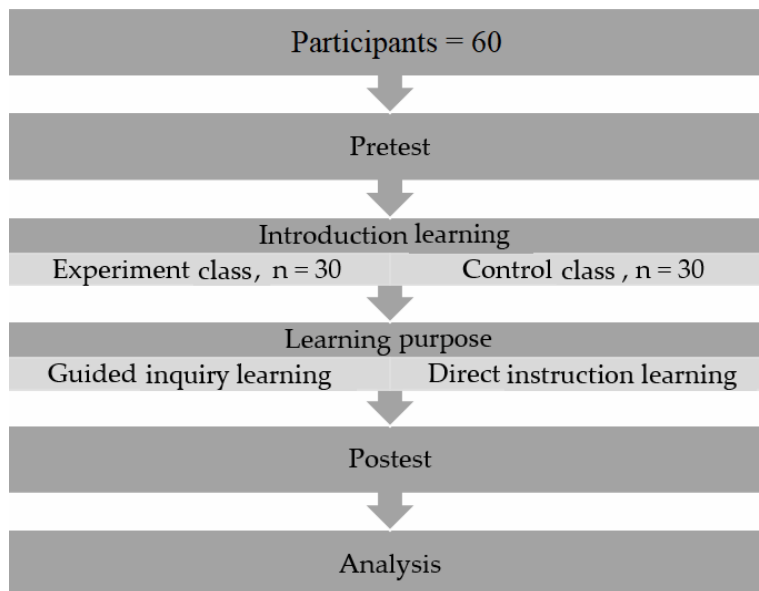 Participants = 60
Pretest
Introduction learning
Experiment class, n = 30
Control class , n = 30
Learning purpose
Guided inquiry learning
Direct instruction learning
Postest
Analysis